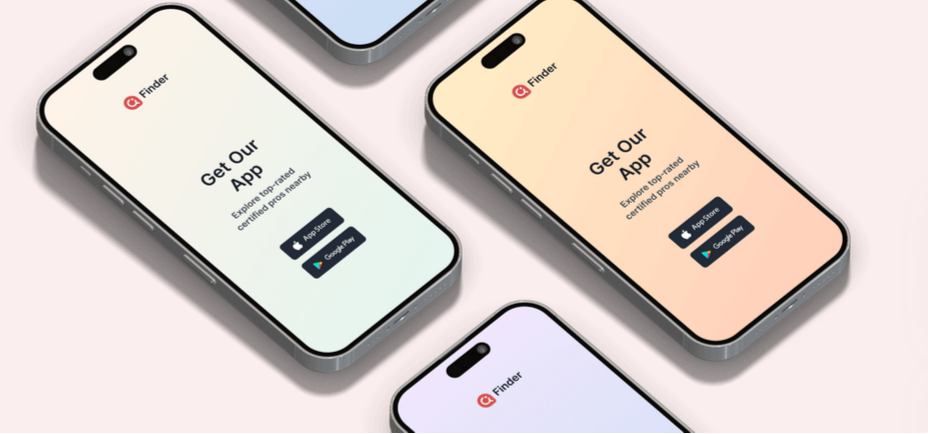 Finder
Get Our
App
Explore top-rated
certified pros nearby
App Store
Google Play
Finder
Get Our
App
Explore top-rated
certified pros nearby
App Store
Google Play
Finder